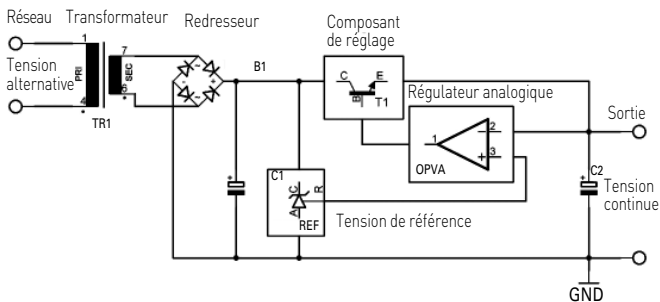 Réseau
Transformateur
Redresseur
Composant
de réglage
1
7
Tension
alternative
PRI
SEC
4
6
TR1
~
-
+
~
B1
C
E
B
T1
Régulateur analogique
1
2
3
-
+
OPVA
Sortie
+
C1
C
R
A
REF
Tension de référence
C2
+
Tension
continue
GND